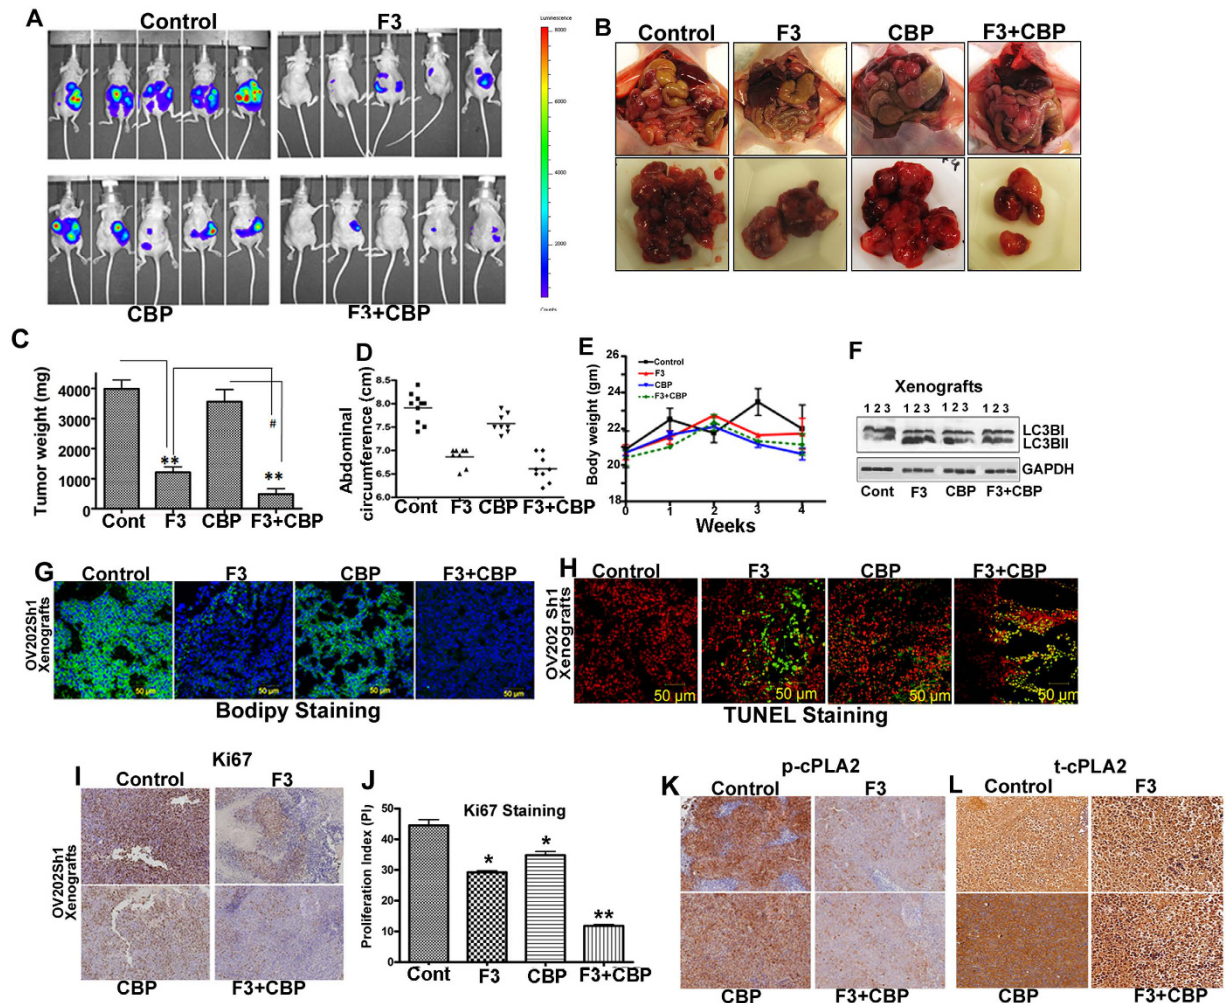 A
Control
F3
CBP
F3+CBP
Luminescence
8000
6000
4000
2000
Counts
B
Control
F3
CBP
F3+CBP
C
Tumor weight (mg)
4000
3000
2000
1000
0
**
#
**
Cont
F3
CBP
F3+CBP
D
Abdominal
circumference (cm)
8.5
8.0
7.5
7.0
6.5
6.0
Cont
F3
CBP
F3+CBP
E
Body weight (gm)
26
24
22
20
18
Control
F3
CBP
F3+CBP
0
1
2
3
4
Weeks
F
Xenografts
1 2 3 1 2 3 1 2 3 1 2 3
LC3BI
LC3BII
GAPDH
Cont
F3
CBP
F3+CBP
G
Control
F3
CBP
F3+CBP
OV202Sh1
Xenografts
50 µm
50 µm
50 µm
50 µm
Bodipy Staining
H
Control
F3
CBP
F3+CBP
OV202 Sh1
Xenografts
50 µm
50 µm
50 µm
50 µm
TUNEL Staining
I
Ki67
Control
F3
OV202Sh1
Xenografts
CBP
F3+CBP
J
Ki67 Staining
Proliferation Index (PI)
50
40
30
20
10
0
*
*
**
Cont
F3
CBP
F3+CBP
K
p-cPLA2
Control
F3
CBP
F3+CBP
L
t-cPLA2
Control
F3
CBP
F3+CBP